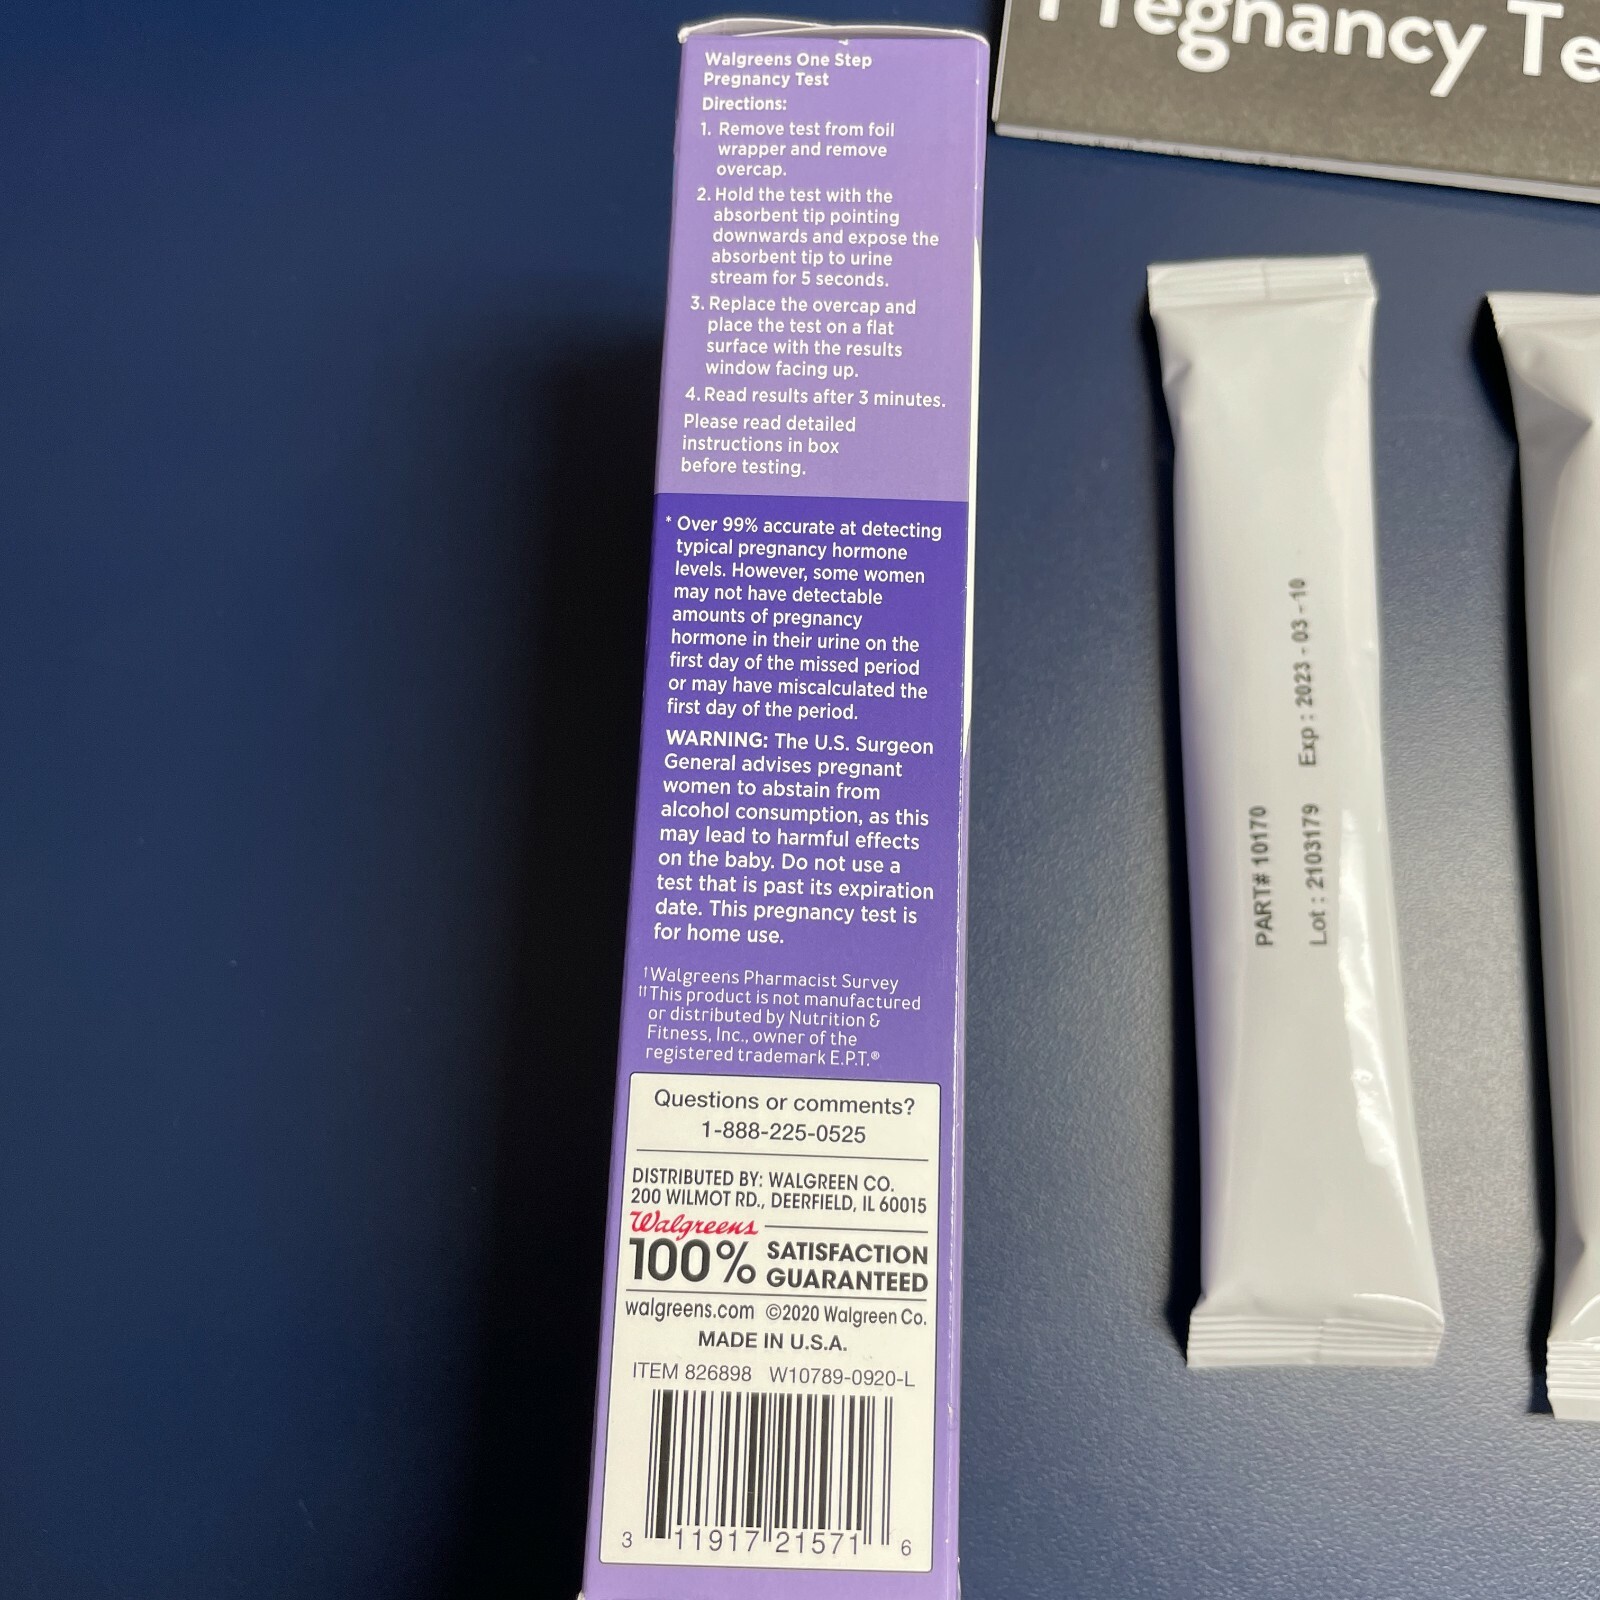 Walgreens One Step
Pregnancy Test
Directions:
1. Remove test from foil
wrapper and remove
overcap.
2. Hold the test with the
absorbent tip pointing
downwards and expose the
absorbent tip to urine
stream for 5 seconds.
3. Replace the overcap and
place the test on a flat
surface with the results
window facing up.
4. Read results after 3 minutes.
Please read detailed
instructions in box
before testing.
* Over 99% accurate at detecting
typical pregnancy hormone
levels. However, some women
may not have detectable
amounts of pregnancy
hormone in their urine on the
first day of the missed period
or may have miscalculated the
first day of the period.
WARNING: The U.S. Surgeon
General advises pregnant
women to abstain from
alcohol consumption, as this
may lead to harmful effects
on the baby. Do not use a
test that is past its expiration
date. This pregnancy test is
for home use.
†Walgreens Pharmacist Survey
††This product is not manufactured
or distributed by Nutrition &
Fitness, Inc., owner of the
registered trademark E.P.T.®
Questions or comments?
1-888-225-0525
DISTRIBUTED BY: WALGREEN CO.
200 WILMOT RD., DEERFIELD, IL 60015
Walgreens
100% SATISFACTION
GUARANTEED
walgreens.com ©2020 Walgreen Co.
MADE IN U.S.A.
ITEM 826898 W10789-0920-L
3 11917 21571 6
Pregnancy Te
PART# 10170
Lot : 2103179 Exp : 2023 - 03 - 10